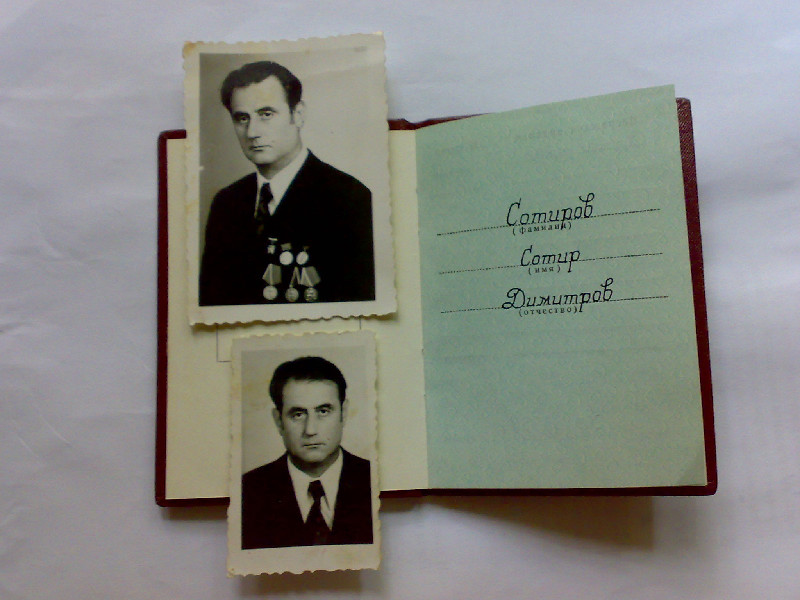 Сотиров
(фамилия)
Сотир
(имя)
Димитров
(отчество)